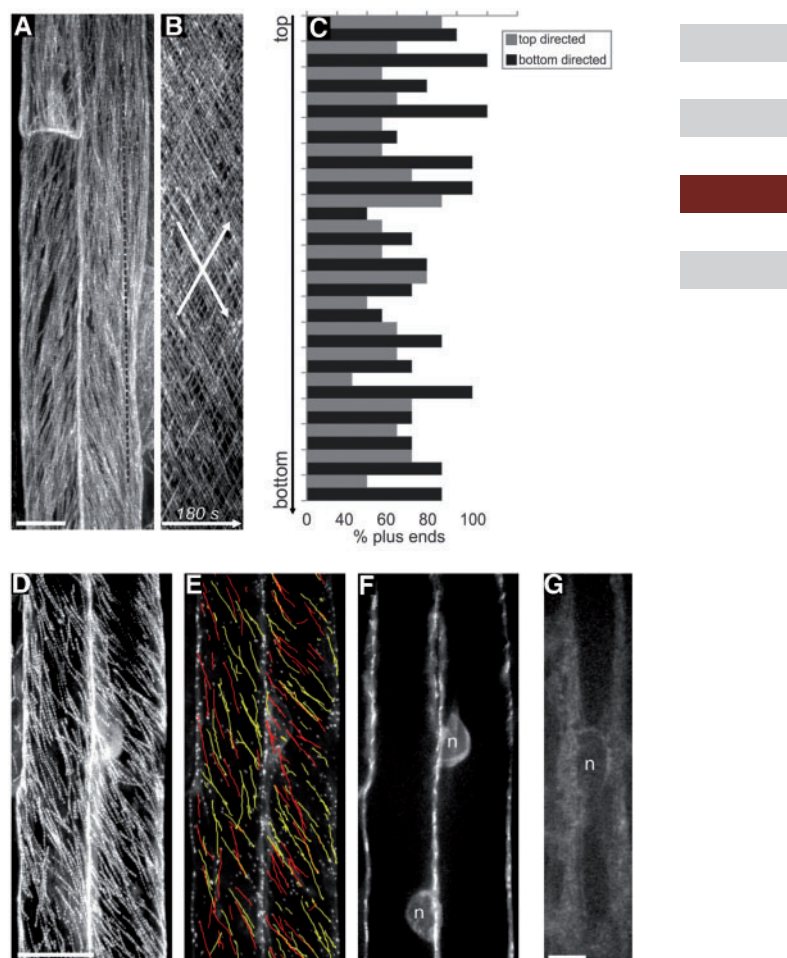 A
B
C
top
top directed
bottom directed
bottom
180 s
0 40 60 80 100
% plus ends
D
E
F
G
n
n
n